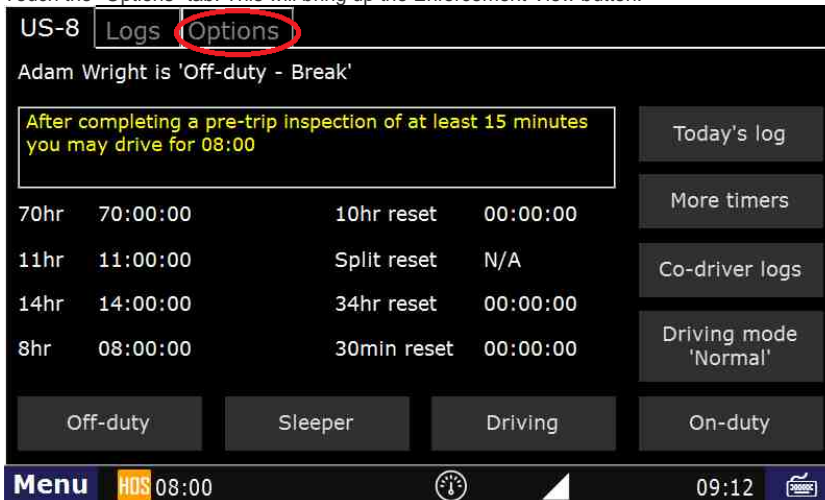 Touch the "Options" tab. This will bring up the Enforcement View button.
US-8 Logs Options
Adam Wright is 'Off-duty - Break'
After completing a pre-trip inspection of at least 15 minutes
you may drive for 08:00
Today's log
More timers
70hr 70:00:00 10hr reset 00:00:00
11hr 11:00:00 Split reset N/A
Co-driver logs
14hr 14:00:00 34hr reset 00:00:00
8hr 08:00:00 30min reset 00:00:00
Driving mode
'Normal'
Off-duty Sleeper Driving On-duty
Menu HOS 08:00 09:12